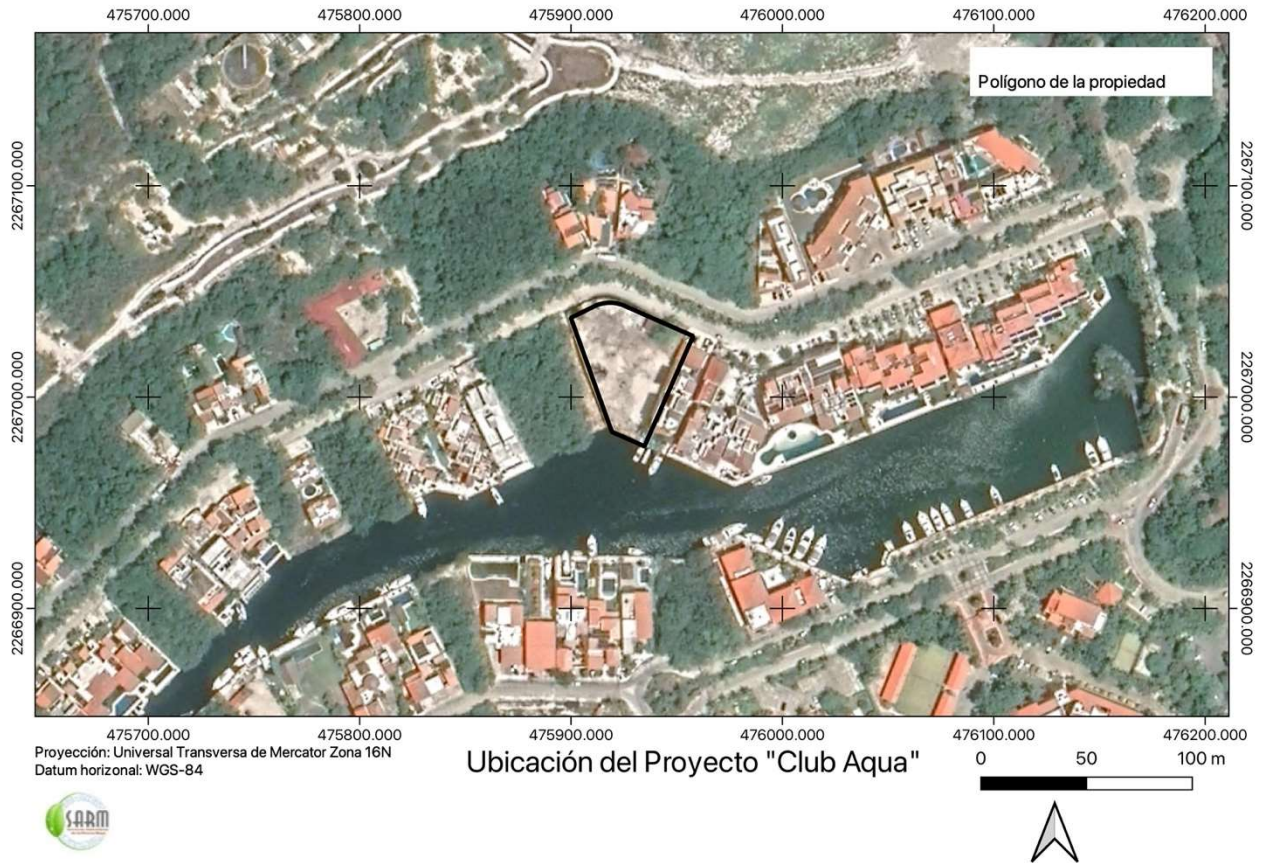 475700.000 475800.000 475900.000 476000.000 476100.000 476200.000
Polígono de la propiedad
2267100.000 2267100.000
2267000.000 2267000.000
2266900.000 2266900.000
475700.000 475800.000 475900.000 476000.000 476100.000 476200.000
Proyección: Universal Transversa de Mercator Zona 16N
Datum horizonal: WGS-84
Ubicación del Proyecto "Club Aqua"
0 50 100 m
SARM